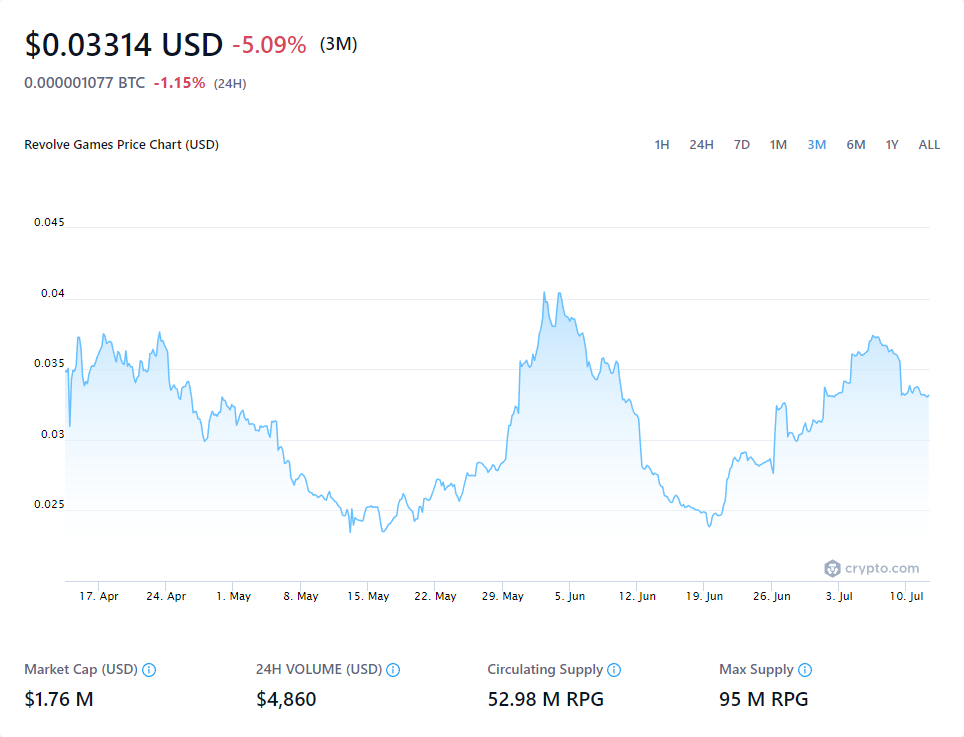 $0.03314 USD -5.09% (3M)
0.000001077 BTC -1.15% (24H)
Revolve Games Price Chart (USD) 1H 24H 7D 1M 3M 6M 1Y ALL
0.045
0.04
0.035
0.03
0.025
crypto.com
17. Apr 24. Apr 1. May 8. May 15. May 22. May 29. May 5. Jun 12. Jun 19. Jun 26. Jun 3. Jul 10. Jul
Market Cap (USD) 24H VOLUME (USD) Circulating Supply Max Supply
$1.76 M $4,860 52.98 M RPG 95 M RPG